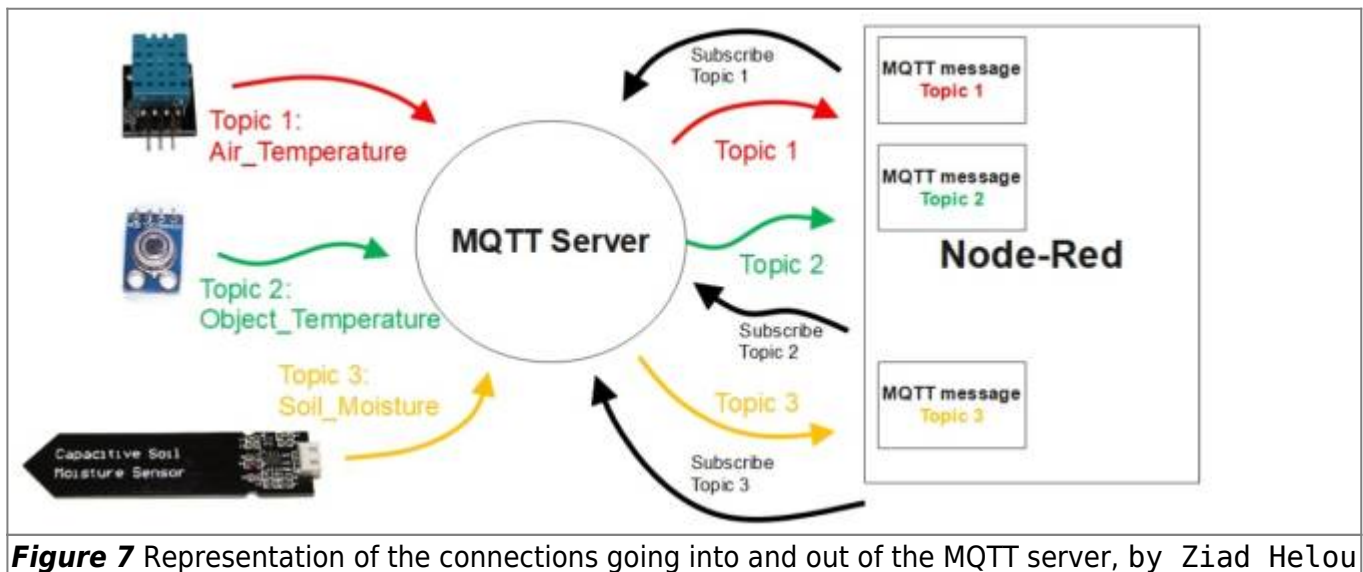 Subscribe
Topic 1
MQTT message
Topic 1
Topic 1:
Air_Temperature
Topic 1
MQTT message
Topic 2
MQTT Server
Node-Red
Topic 2
Topic 2:
Object_Temperature
Subscribe
Topic 2
Topic 3:
Soil_Moisture
Topic 3
MQTT message
Topic 3
Capacitive Soil
Moisture Sensor
Subscribe
Topic 3
Figure 7 Representation of the connections going into and out of the MQTT server, by Ziad Helou